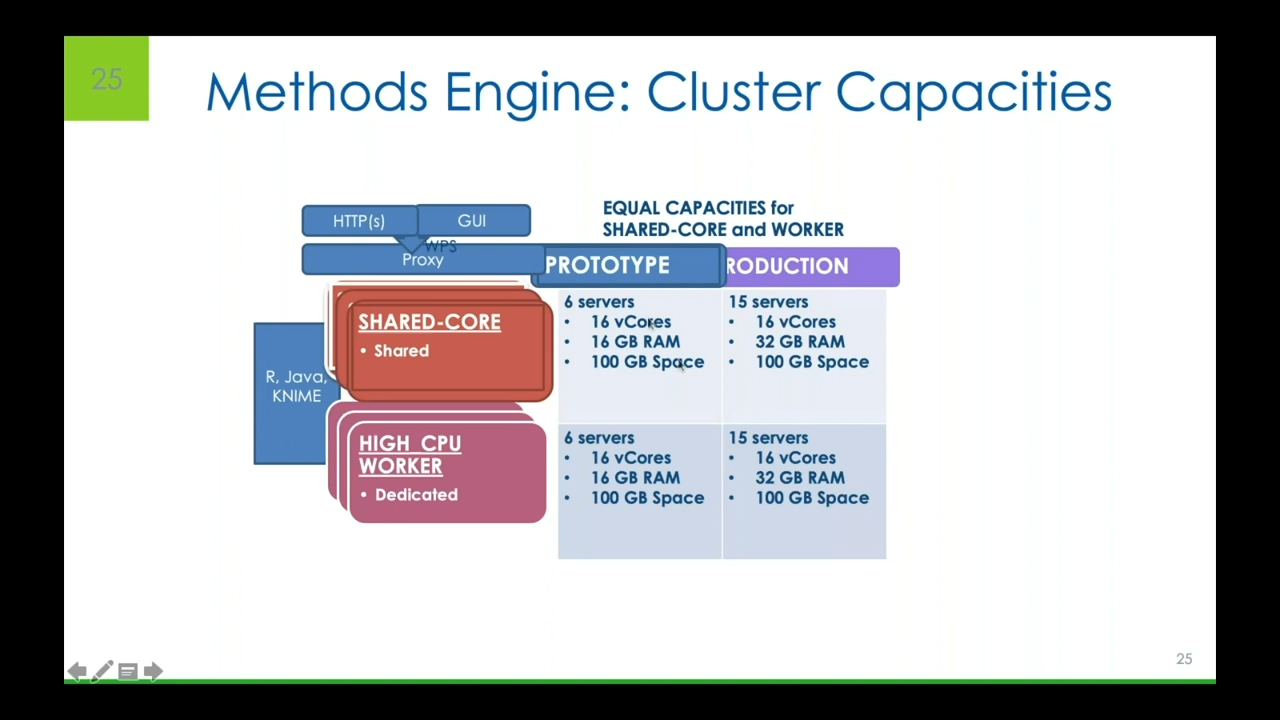 25
Methods Engine: Cluster Capacities
EQUAL CAPACITIES for
SHARED-CORE and WORKER
HTTP(s)
GUI
WPS
Proxy
PROTOTYPE
RODUCTION
R, Java,
KNIME
SHARED-CORE
• Shared
6 servers
• 16 vCores
• 16 GB RAM
• 100 GB Space
15 servers
• 16 vCores
• 32 GB RAM
• 100 GB Space
HIGH CPU
WORKER
• Dedicated
6 servers
• 16 vCores
• 16 GB RAM
• 100 GB Space
15 servers
• 16 vCores
• 32 GB RAM
• 100 GB Space
25